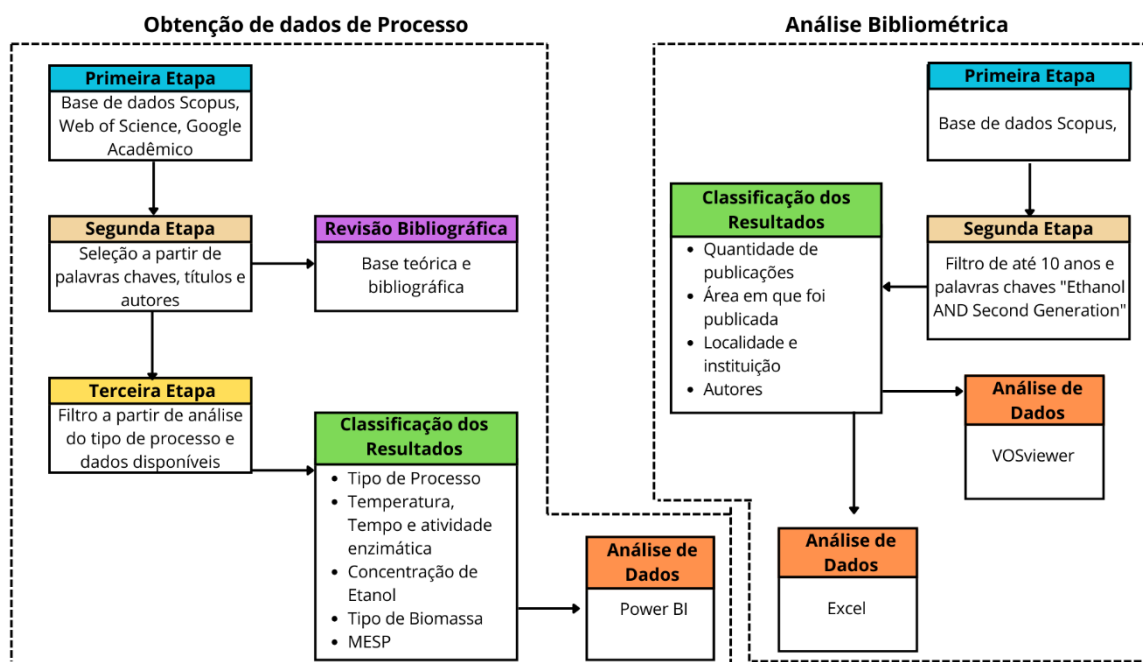 Obtenção de dados de Processo
Primeira Etapa
Base de dados Scopus,
Web of Science, Google
Acadêmico
Segunda Etapa
Seleção a partir de
palavras chaves, títulos e
autores
Revisão Bibliográfica
Base teórica e
bibliográfica
Terceira Etapa
Filtro a partir de análise
do tipo de processo e
dados disponíveis
Classificação dos
Resultados
• Tipo de Processo
• Temperatura,
Tempo e atividade
enzimática
• Concentração de
Etanol
• Tipo de Biomassa
• MESP
Análise de
Dados
Power BI
Análise Bibliométrica
Primeira Etapa
Base de dados Scopus,
Segunda Etapa
Filtro de até 10 anos e
palavras chaves "Ethanol
AND Second Generation"
Classificação dos
Resultados
• Quantidade de
publicações
• Área em que foi
publicada
• Localidade e
instituição
• Autores
Análise de
Dados
VOSviewer
Análise de
Dados
Excel